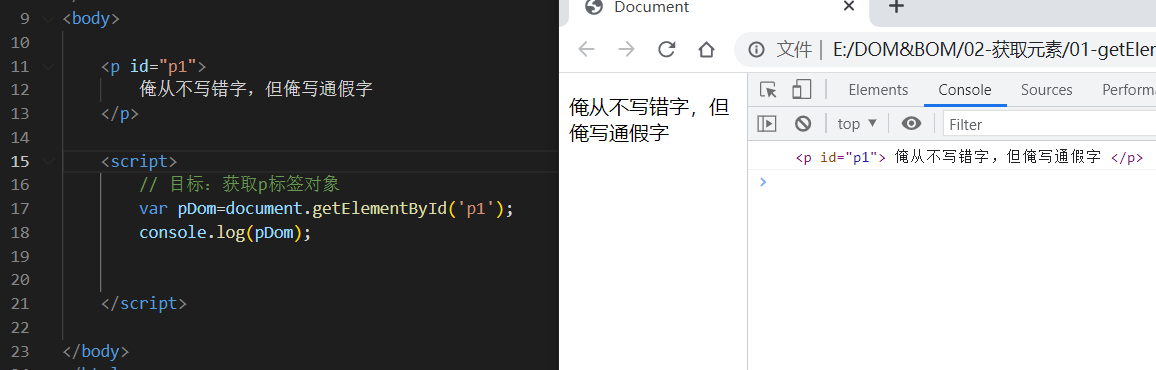 9 <body>
10
11 <p id="p1">
12 俺从不写错字，但俺写通假字
13 </p>
14
15 <script>
16 // 目标：获取p标签对象
17 var pDom=document.getElementById('p1');
18 console.log(pDom);
19
20
21 </script>
22
23 </body>
Document
文件 | E:/DOM&BOM/02-获取元素/01-getElem
俺从不写错字，但
俺写通假字
Elements Console Sources Performa
top Filter
<p id="p1"> 俺从不写错字，但俺写通假字 </p>